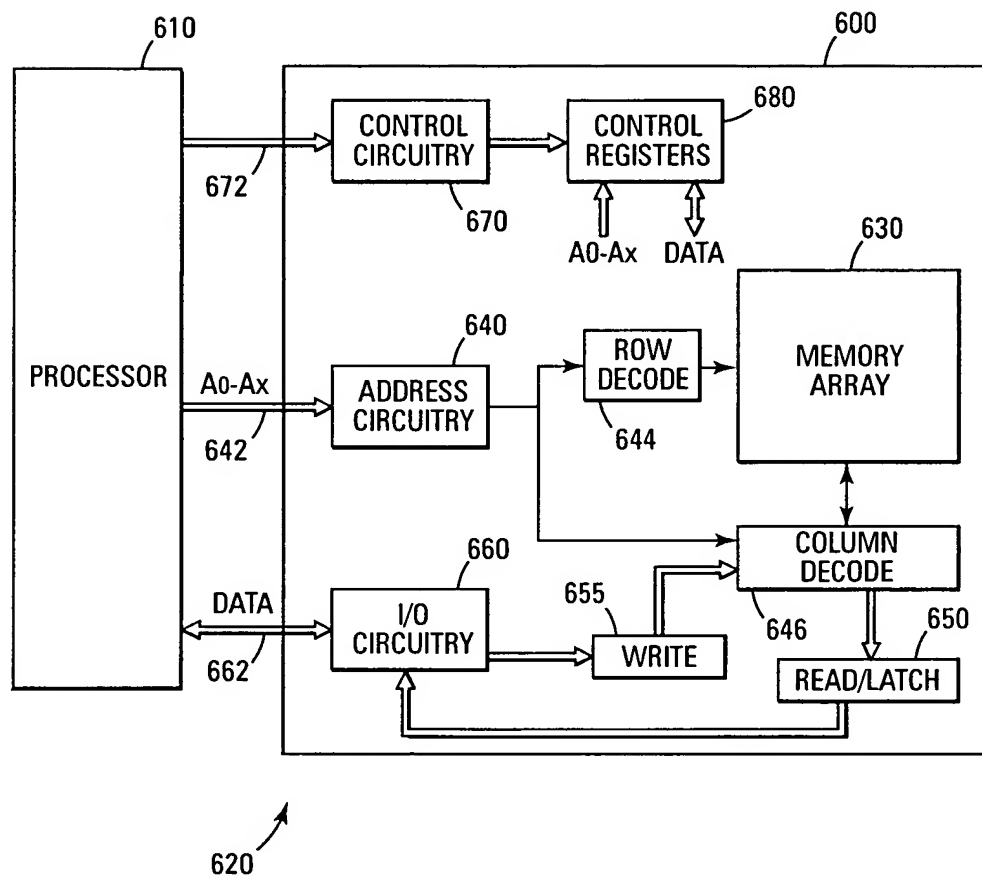 610
600
680
CONTROL
CIRCUITRY
CONTROL
REGISTERS
672
670
A0-Ax
DATA
630
640
PROCESSOR
A0-Ax
642
ADDRESS
CIRCUITRY
ROW
DECODE
644
MEMORY
ARRAY
660
DATA
662
I/O
CIRCUITRY
655
WRITE
COLUMN
DECODE
646
650
READ/LATCH
620